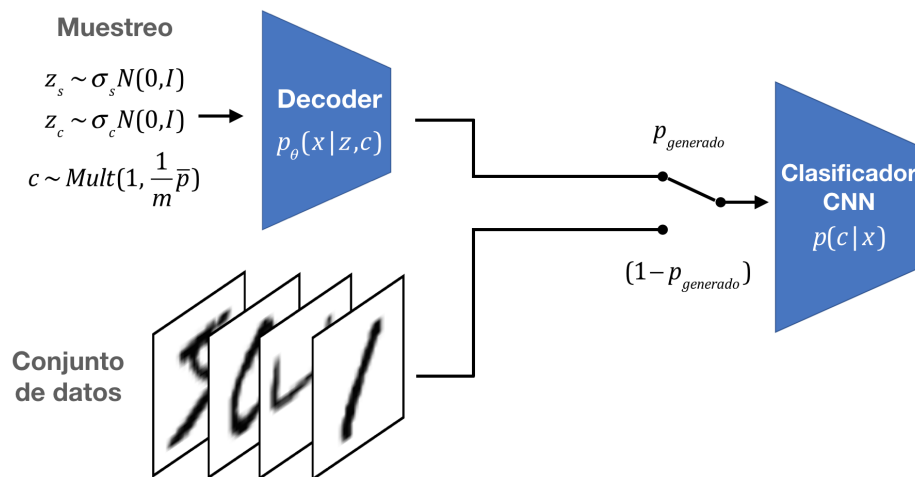 Muestreo
z_s ~ σ_s N(0,I)
z_c ~ σ_c N(0,I)
c ~ Mult(1, 1/m p̅)
Decoder
p_θ(x|z,c)
p_generado
Clasificador
CNN
p(c|x)
(1−p_generado)
Conjunto
de datos